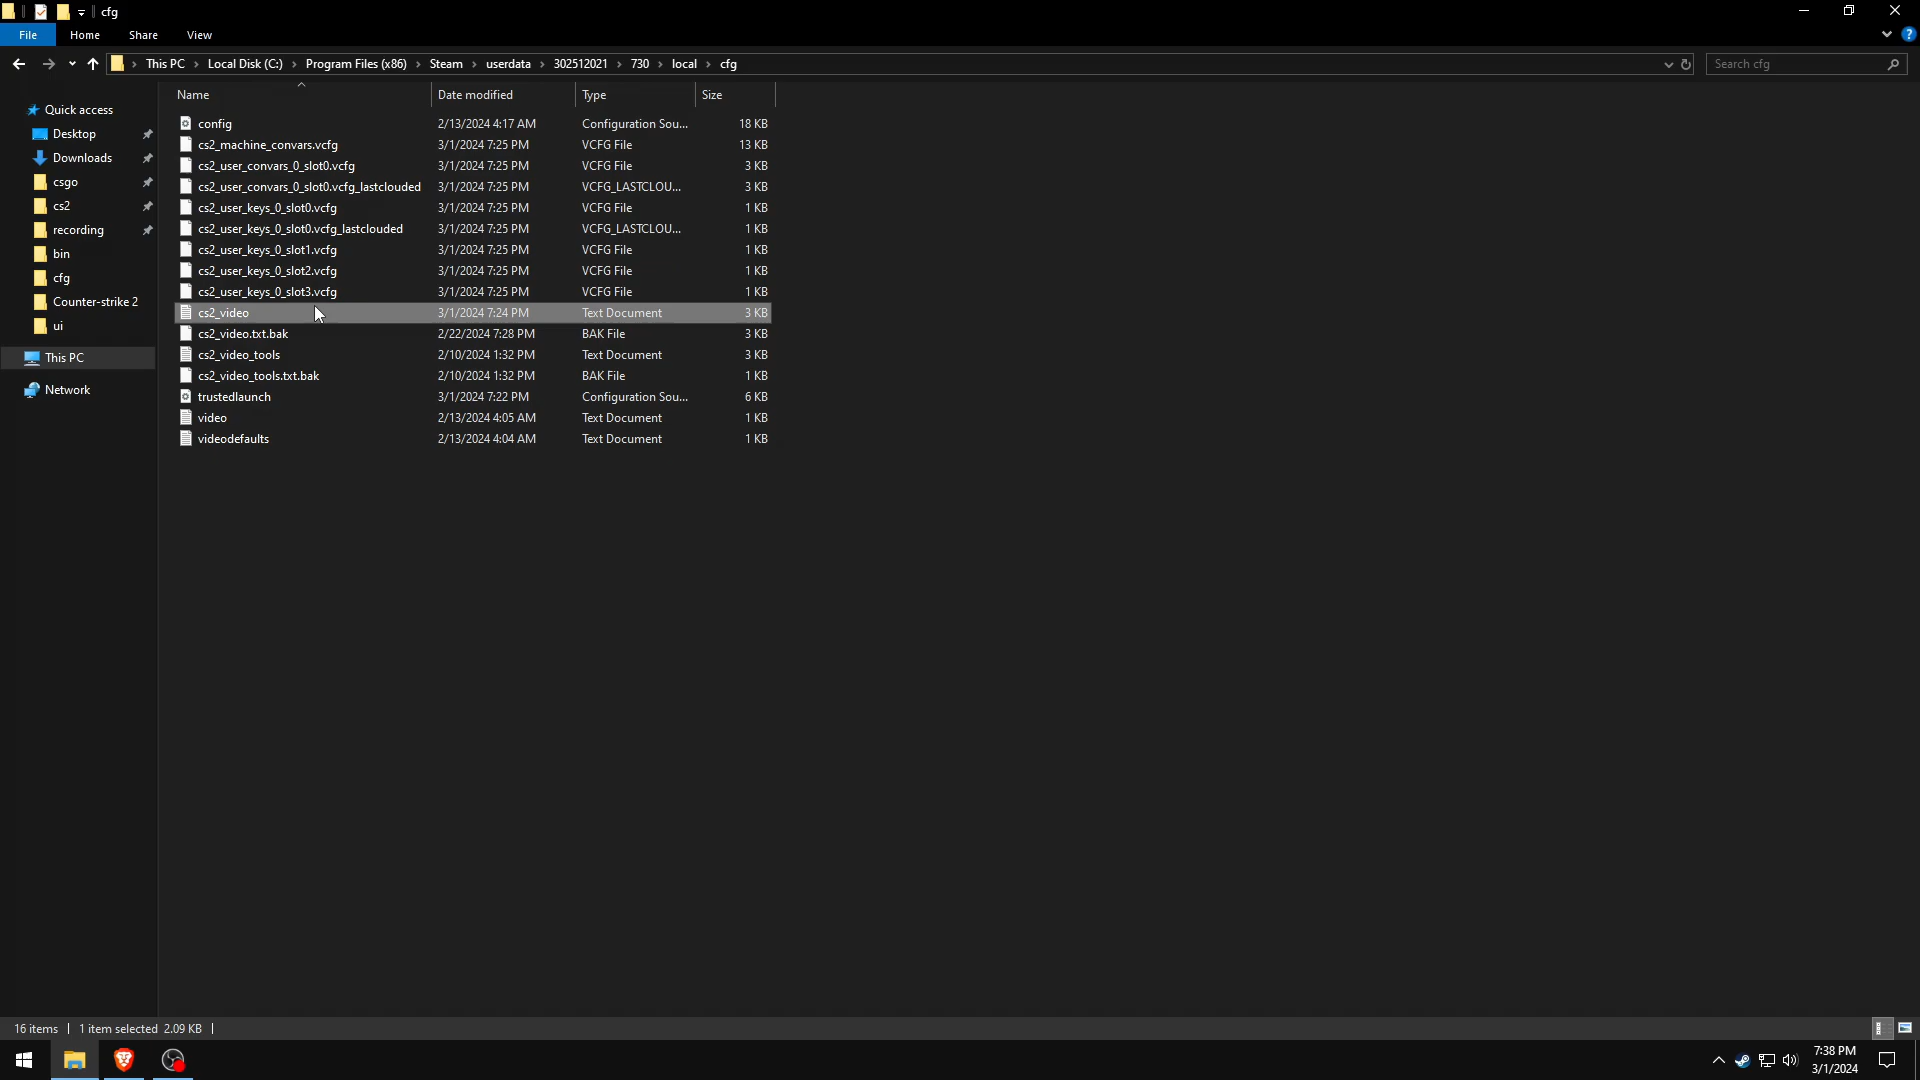 cfg
File Home Share View
This PC Local Disk (C:) Program Files (x86) Steam userdata 302512021 730 local cfg Search cfg
Name Date modified Type Size
Quick access
Desktop
Downloads
csgo
cs2
recording
bin
cfg
Counter-strike 2
ui
This PC
Network
config 2/13/2024 4:17 AM Configuration Sou... 18 KB
cs2_machine_convars.vcfg 3/1/2024 7:25 PM VCFG File 13 KB
cs2_user_convars_0_slot0.vcfg 3/1/2024 7:25 PM VCFG File 3 KB
cs2_user_convars_0_slot0.vcfg_lastclouded 3/1/2024 7:25 PM VCFG_LASTCLOU... 3 KB
cs2_user_keys_0_slot0.vcfg 3/1/2024 7:25 PM VCFG File 1 KB
cs2_user_keys_0_slot0.vcfg_lastclouded 3/1/2024 7:25 PM VCFG_LASTCLOU... 1 KB
cs2_user_keys_0_slot1.vcfg 3/1/2024 7:25 PM VCFG File 1 KB
cs2_user_keys_0_slot2.vcfg 3/1/2024 7:25 PM VCFG File 1 KB
cs2_user_keys_0_slot3.vcfg 3/1/2024 7:25 PM VCFG File 1 KB
cs2_video 3/1/2024 7:24 PM Text Document 3 KB
cs2_video.txt.bak 2/22/2024 7:28 PM BAK File 3 KB
cs2_video_tools 2/10/2024 1:32 PM Text Document 3 KB
cs2_video_tools.txt.bak 2/10/2024 1:32 PM BAK File 1 KB
trustedlaunch 3/1/2024 7:22 PM Configuration Sou... 6 KB
video 2/13/2024 4:05 AM Text Document 1 KB
videodefaults 2/13/2024 4:04 AM Text Document 1 KB
16 items 1 item selected 2.09 KB
7:38 PM
3/1/2024